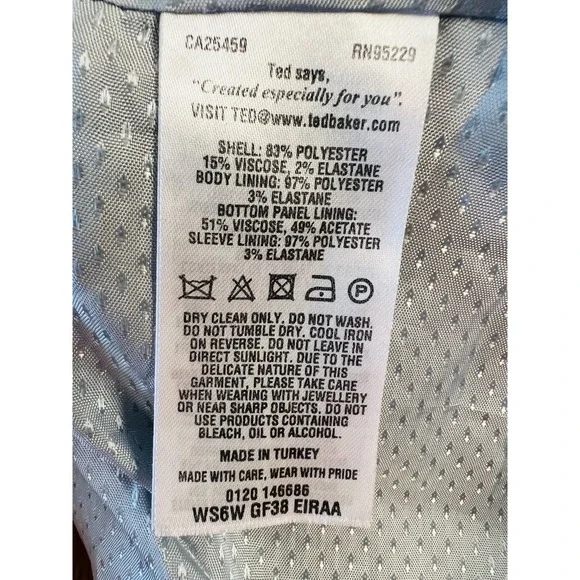 CA25459 RN95229
Ted says,
"Created especially for you".
VISIT TED@www.tedbaker.com
SHELL: 83% POLYESTER
15% VISCOSE, 2% ELASTANE
BODY LINING: 97% POLYESTER
3% ELASTANE
BOTTOM PANEL LINING:
51% VISCOSE, 49% ACETATE
SLEEVE LINING: 97% POLYESTER
3% ELASTANE
P
DRY CLEAN ONLY. DO NOT WASH.
DO NOT TUMBLE DRY. COOL IRON
ON REVERSE. DO NOT LEAVE IN
DIRECT SUNLIGHT. DUE TO THE
DELICATE NATURE OF THIS
GARMENT, PLEASE TAKE CARE
WHEN WEARING WITH JEWELLERY
OR NEAR SHARP OBJECTS. DO NOT
USE PRODUCTS CONTAINING
BLEACH, OIL OR ALCOHOL.
MADE IN TURKEY
MADE WITH CARE, WEAR WITH PRIDE
0120 146686
WS6W GF38 EIRAA